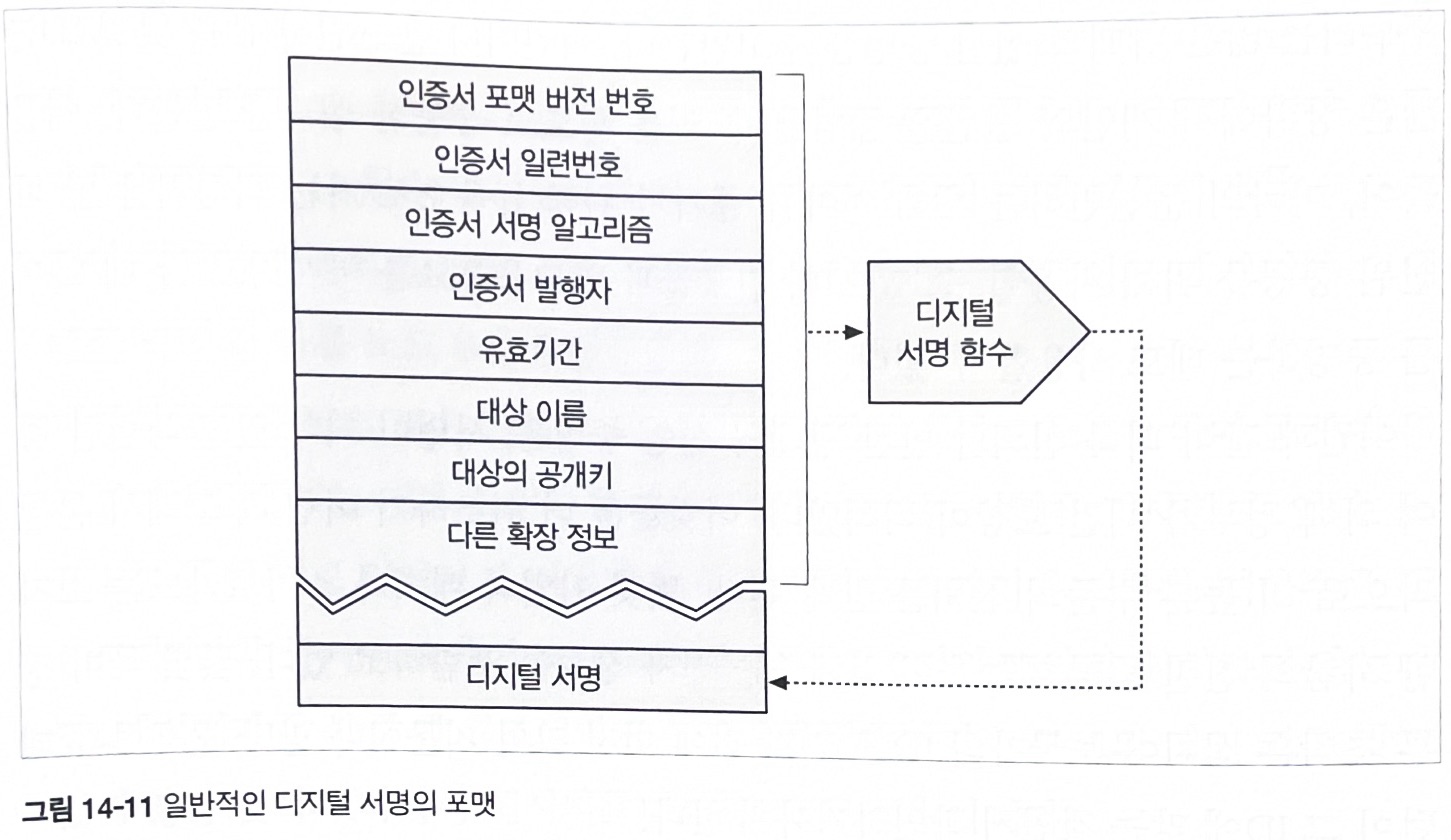 인증서 포맷 버전 번호
인증서 일련번호
인증서 서명 알고리즘
인증서 발행자
유효기간
대상 이름
대상의 공개키
다른 확장 정보
디지털 서명
디지털
서명 함수
그림 14-11 일반적인 디지털 서명의 포맷